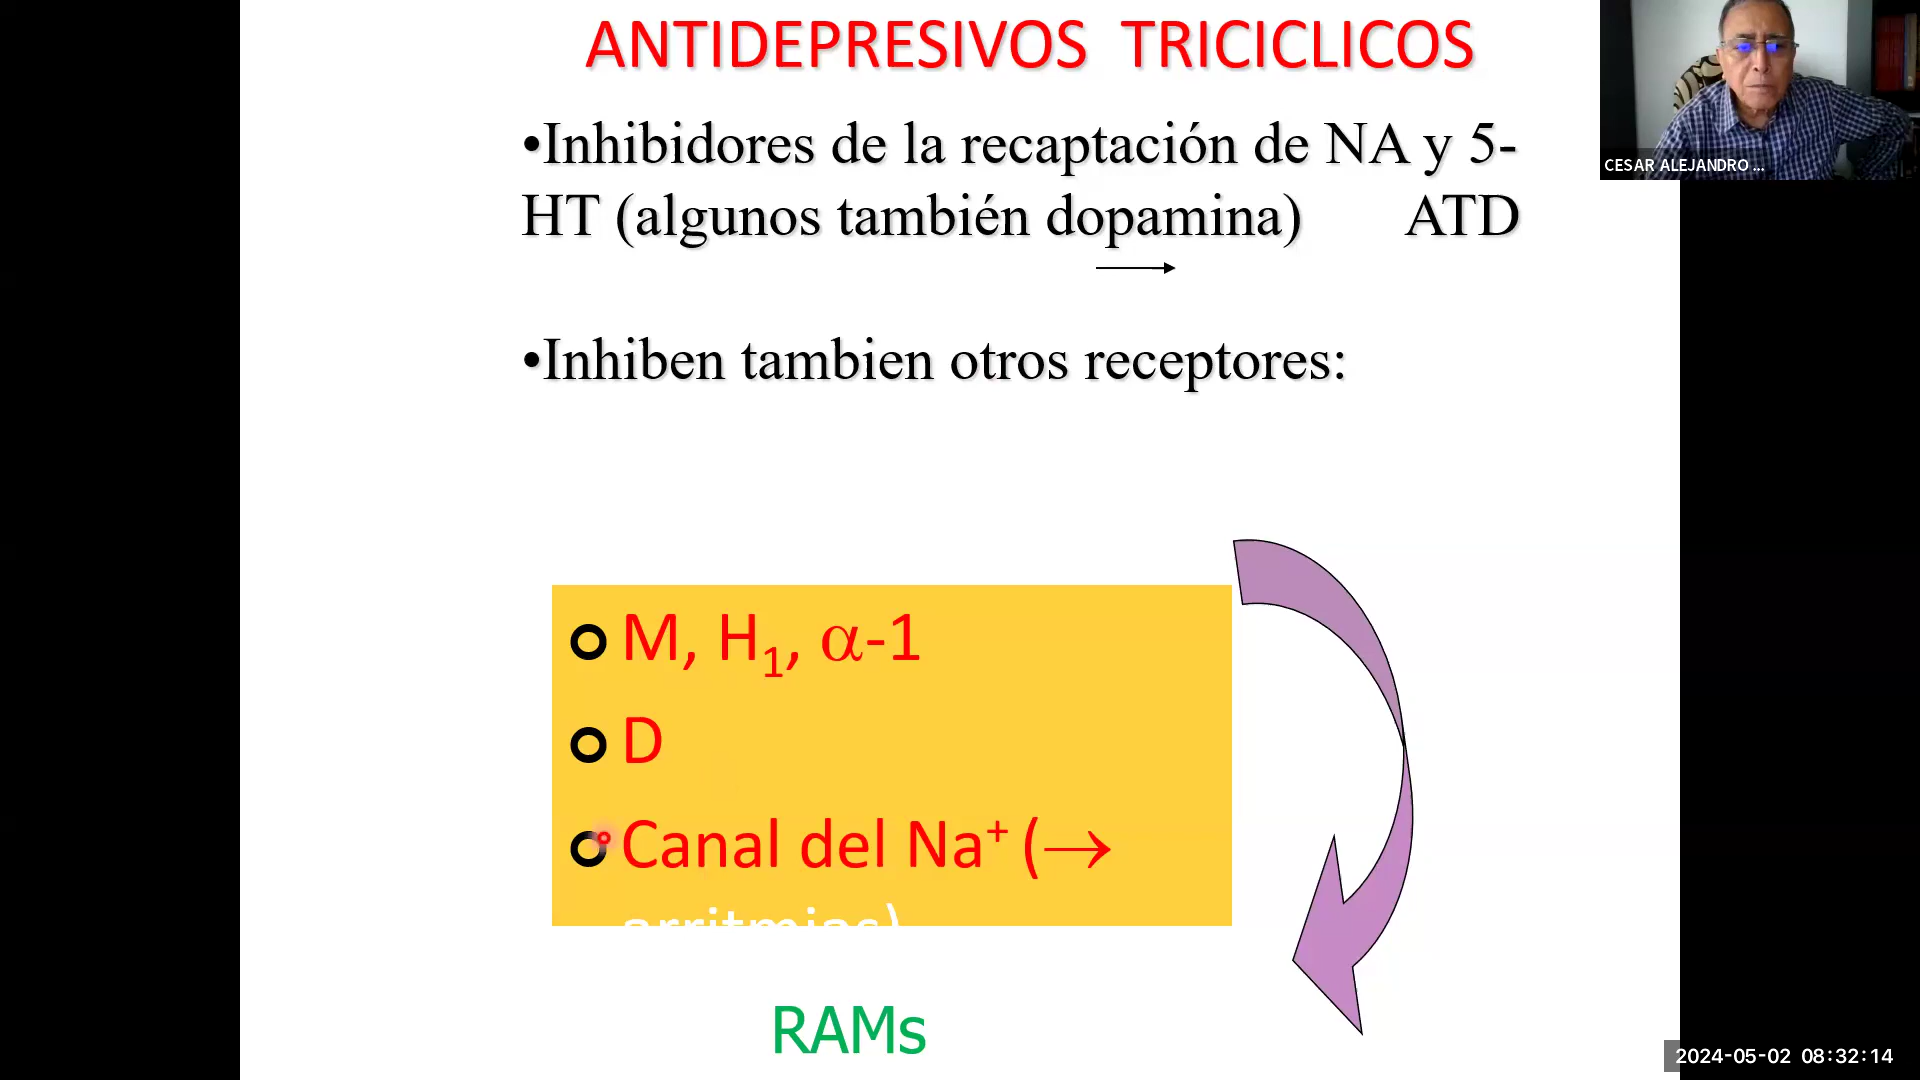 ANTIDEPRESIVOS TRICICLICOS
•Inhibidores de la recaptación de NA y 5-
HT (algunos también dopamina) ATD
•Inhiben tambien otros receptores:
M, H₁, α-1
D
Canal del Na⁺ (→
arritmias)
RAMs
CESAR ALEJANDRO ...
2024-05-02 08:32:14